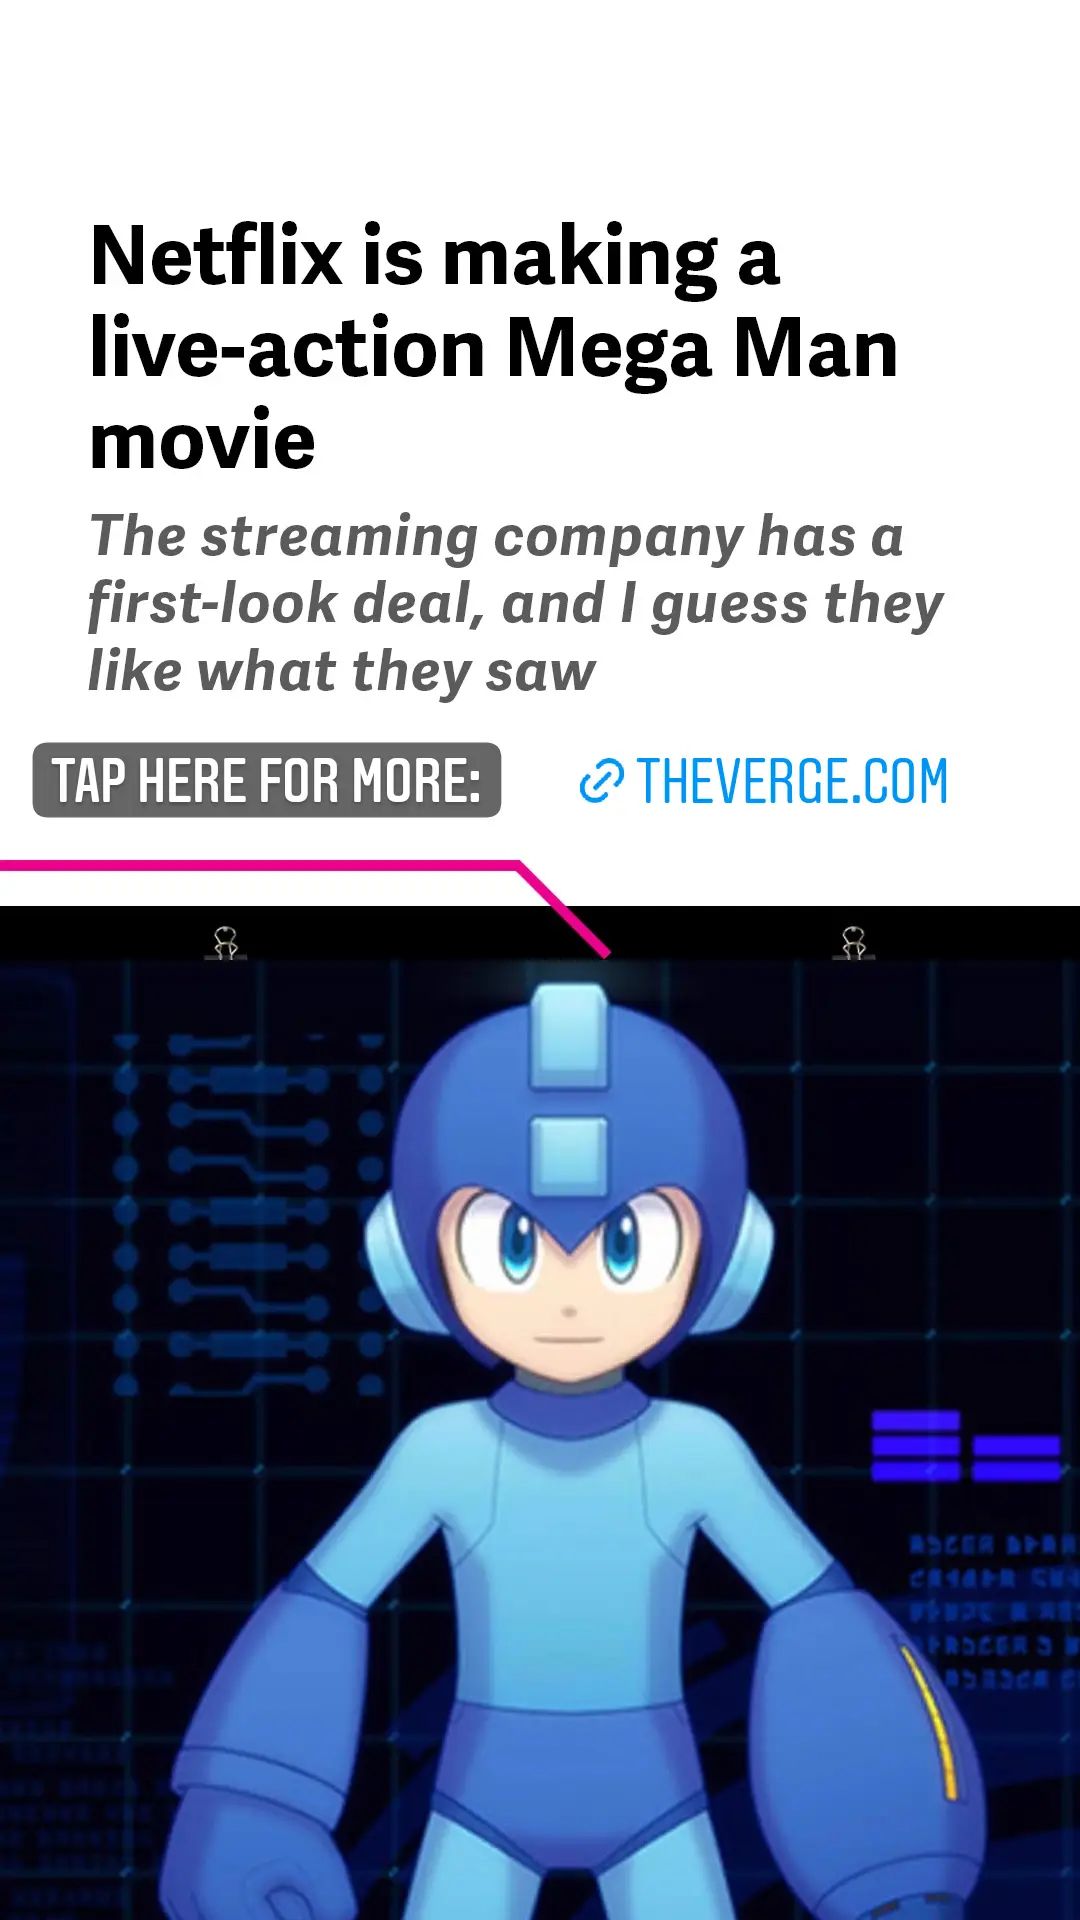 Netflix is making a
live-action Mega Man
movie
The streaming company has a
first-look deal, and I guess they
like what they saw
TAP HERE FOR MORE:
THEVERGE.COM